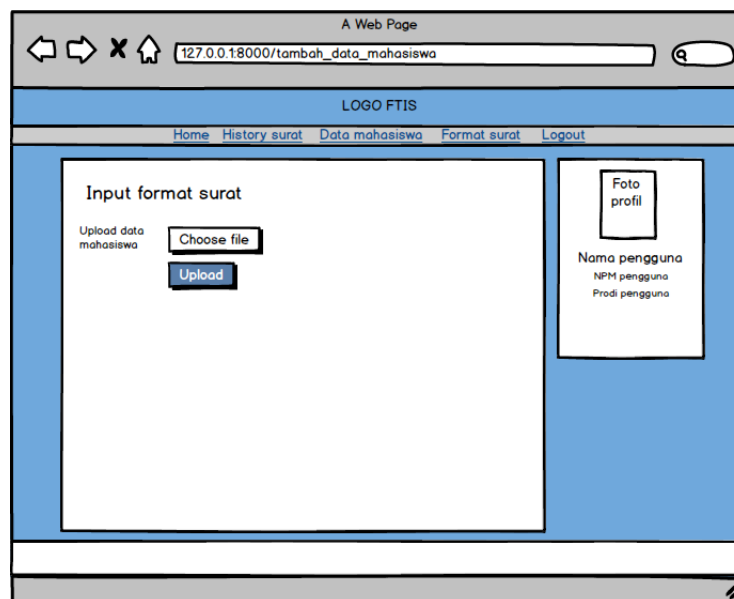 A Web Page
127.0.0.1:8000/tambah_data_mahasiswa
LOGO FTIS
Home History surat Data mahasiswa Format surat Logout
Input format surat
Upload data
mahasiswa
Choose file
Upload
Foto
profil
Nama pengguna
NPM pengguna
Prodi pengguna